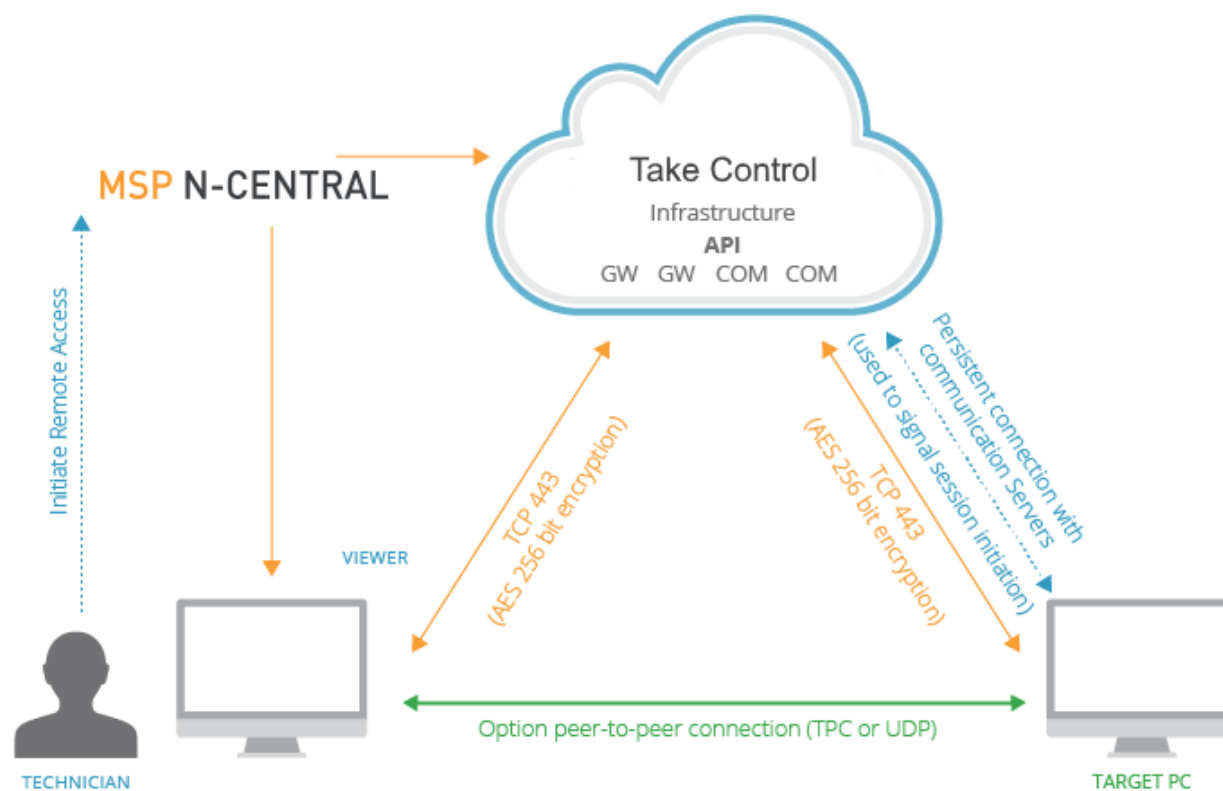 Take Control
Infrastructure
API
GW GW COM COM
MSP N-CENTRAL
Initiate Remote Access
VIEWER
TCP 443
(AES 256 bit encryption)
TCP 443
(AES 256 bit encryption)
Persistent connection with
communication Servers
(used to signal session initiation)
Option peer-to-peer connection (TPC or UDP)
TECHNICIAN
TARGET PC